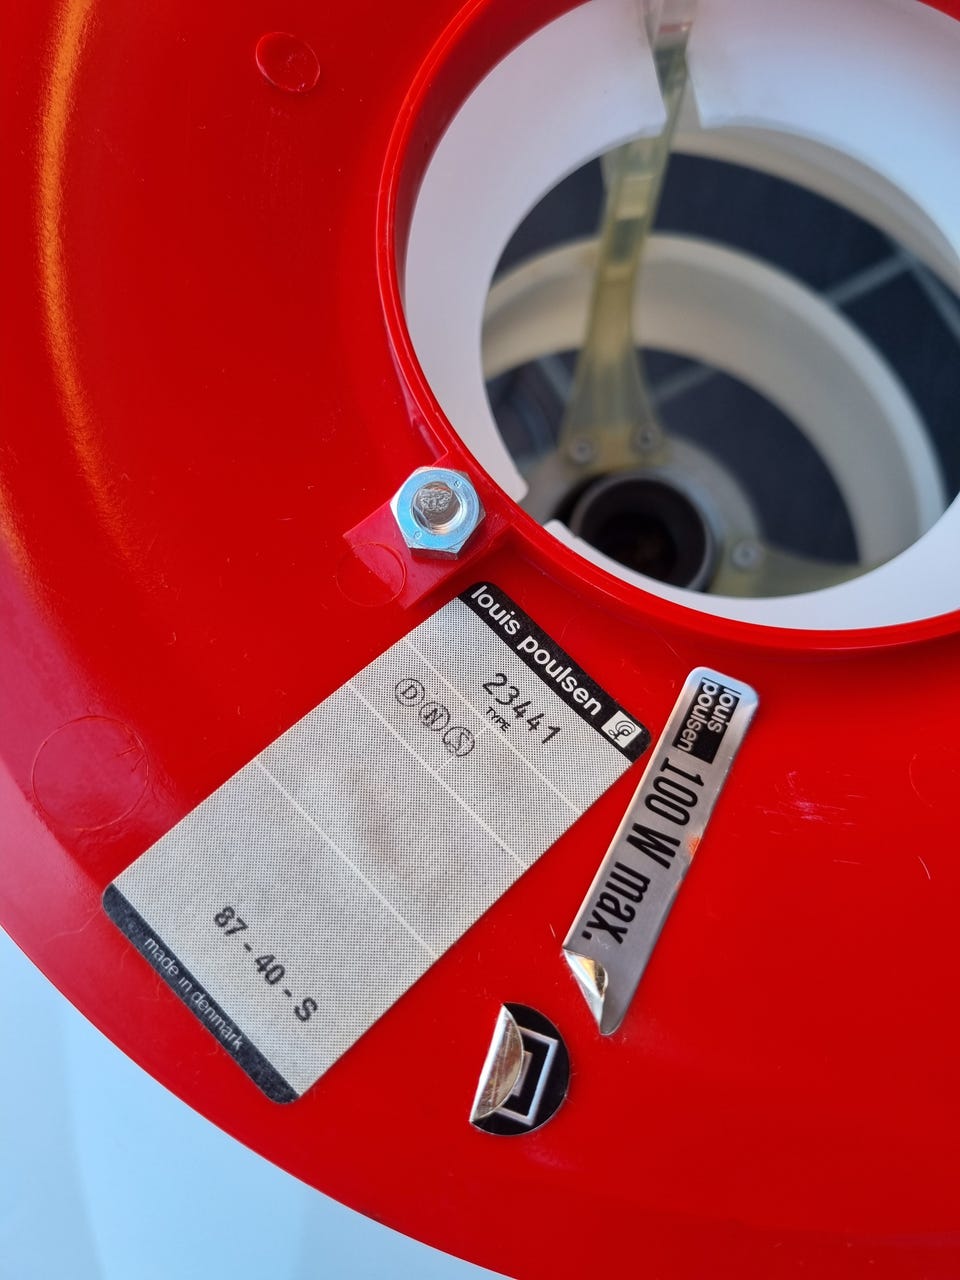 louis poulsen
23441
TYPE
D N S
87-40-S
made in denmark
louis
poulsen
100 W max.